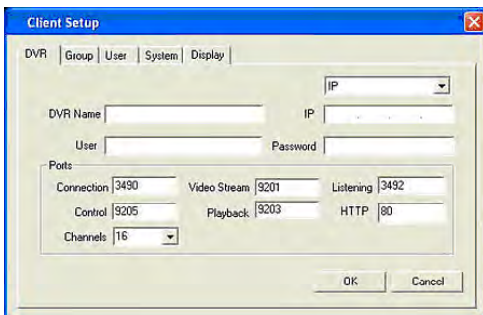 Client Setup
DVR Group User System Display
IP
DVR Name IP . . .
User Password
Ports
Connection 3490 Video Stream 9201 Listening 3492
Control 9205 Playback 9203 HTTP 80
Channels 16
OK Cancel